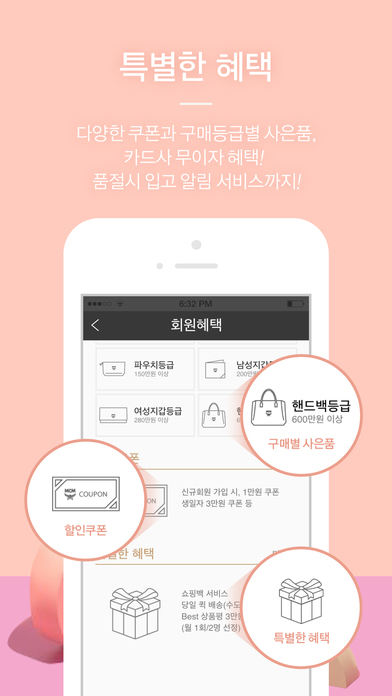 특별한 혜택
다양한 쿠폰과 구매등급별 사은품,
카드사 무이자 혜택!
품절시 입고 알림 서비스까지!
6:32 PM
회원혜택
파우치등급
150만원 이상
남성지갑등
200만원
여성지갑등급
280만원 이상
핸드백등급
600만원 이상
구매별 사은품
MCM
COUPON
할인쿠폰
신규회원 가입 시, 1만원 쿠폰
생일자 3만원 쿠폰 등
한 혜택
쇼핑백 서비스
당일 퀵 배송(수도
Best 상품평 3만
(월 1회/2명 선정)
특별한 혜택